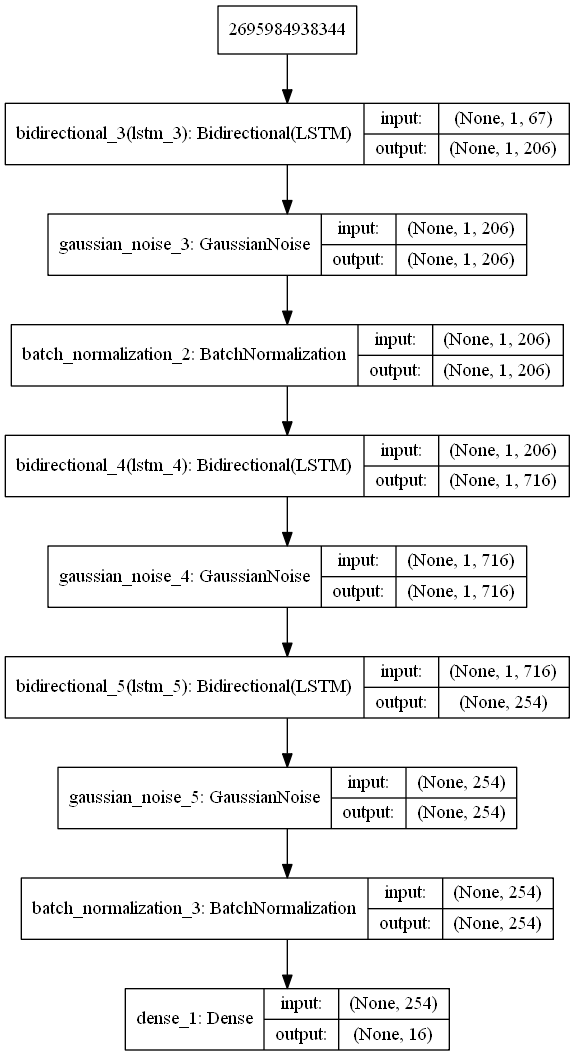 2695984938344
bidirectional_3(lstm_3): Bidirectional(LSTM)
input: (None, 1, 67)
output: (None, 1, 206)
gaussian_noise_3: GaussianNoise
input: (None, 1, 206)
output: (None, 1, 206)
batch_normalization_2: BatchNormalization
input: (None, 1, 206)
output: (None, 1, 206)
bidirectional_4(lstm_4): Bidirectional(LSTM)
input: (None, 1, 206)
output: (None, 1, 716)
gaussian_noise_4: GaussianNoise
input: (None, 1, 716)
output: (None, 1, 716)
bidirectional_5(lstm_5): Bidirectional(LSTM)
input: (None, 1, 716)
output: (None, 254)
gaussian_noise_5: GaussianNoise
input: (None, 254)
output: (None, 254)
batch_normalization_3: BatchNormalization
input: (None, 254)
output: (None, 254)
dense_1: Dense
input: (None, 254)
output: (None, 16)